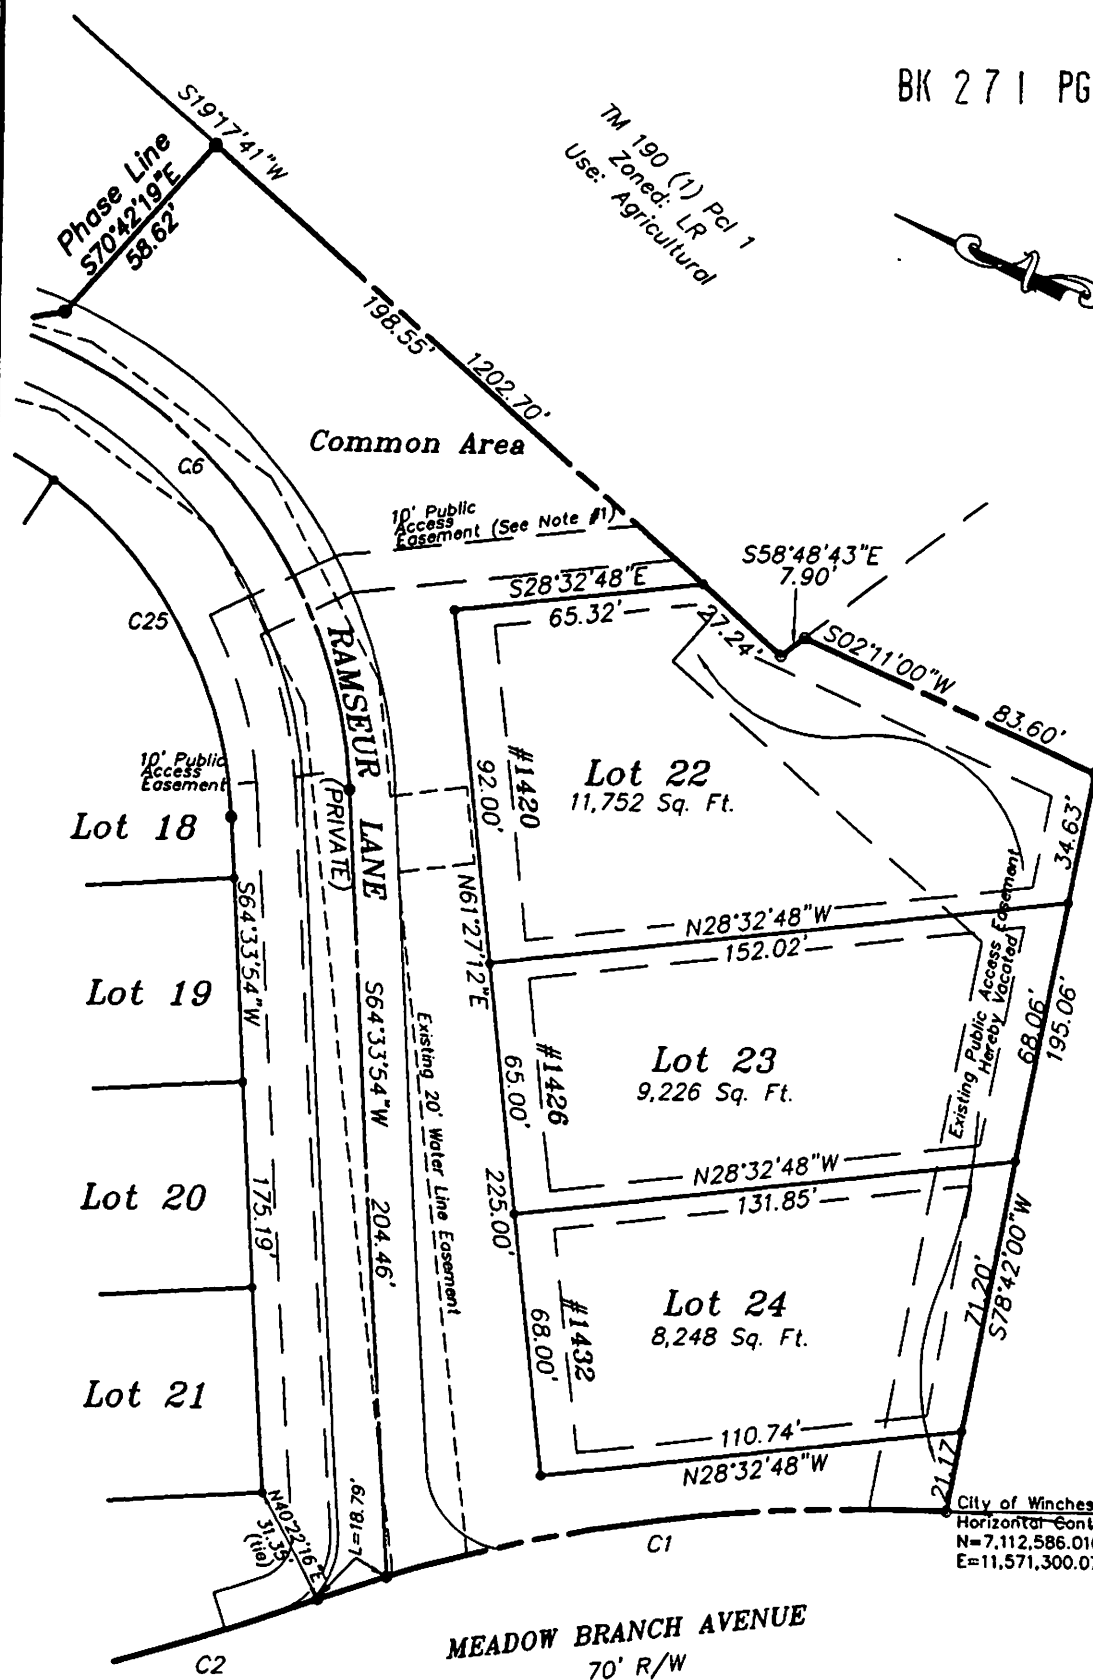 BK 271 PG
S19°17'41"W
Phase Line
S70°42'19"E
58.62'
TM 190 (1) Pcl 1
Zoned: LR
Use: Agricultural
198.55'
1202.70'
Common Area
C6
10' Public
Access
Easement (See Note #1)
S58°48'43"E
7.90'
S28°32'48"E
65.32'
27.24'
S02°11'00"W
83.60'
C25
RAMSEUR LANE
(PRIVATE)
10' Public
Access
Easement
Lot 18
#1420
92.00'
Lot 22
11,752 Sq. Ft.
34.63'
S64°33'54"W
N61°27'12"E
N28°32'48"W
152.02'
Existing Public Access Easement
Hereby Vacated
Lot 19
S64°33'54"W
Existing 20' Water Line Easement
#1426
65.00'
Lot 23
9,226 Sq. Ft.
68.06'
195.06'
N28°32'48"W
131.85'
Lot 20
175.19'
204.46'
225.00'
#1432
68.00'
Lot 24
8,248 Sq. Ft.
71.20'
S78°42'00"W
Lot 21
110.74'
N28°32'48"W
21.17'
N40°22'16"E
31.35'
(tie)
L=18.79'
City of Winches
Horizontal Cont
N=7,112,586.01
E=11,571,300.0
C1
MEADOW BRANCH AVENUE
70' R/W
C2